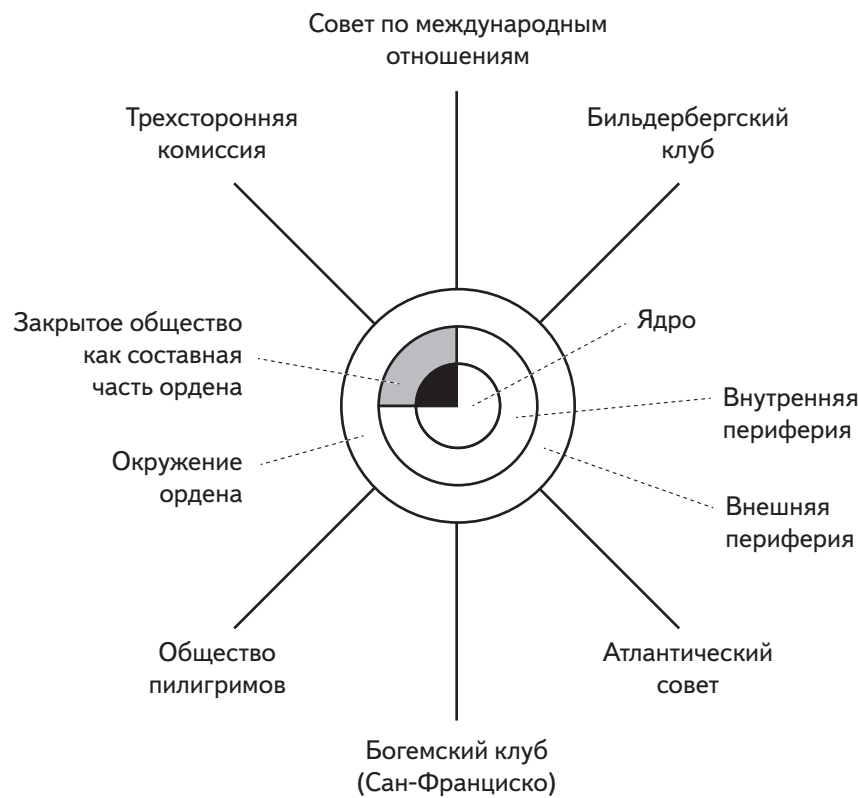 Совет по международным
отношениям
Трехсторонняя
комиссия
Бильдербергский
клуб
Закрытое общество
как составная
часть ордена
Ядро
Внутренняя
периферия
Окружение
ордена
Внешняя
периферия
Общество
пилигримов
Атлантический
совет
Богемский клуб
(Сан-Франциско)